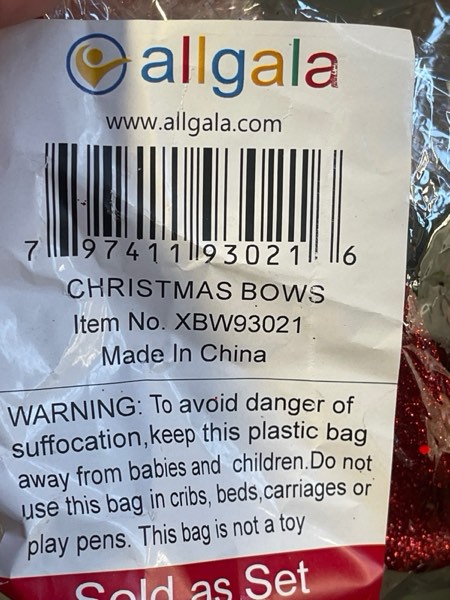 allgala
www.allgala.com
7 97411 93021 6
CHRISTMAS BOWS
Item No. XBW93021
Made In China
WARNING: To avoid danger of
suffocation,keep this plastic bag
away from babies and children.Do not
use this bag in cribs, beds,carriages or
play pens. This bag is not a toy
Sold as Set